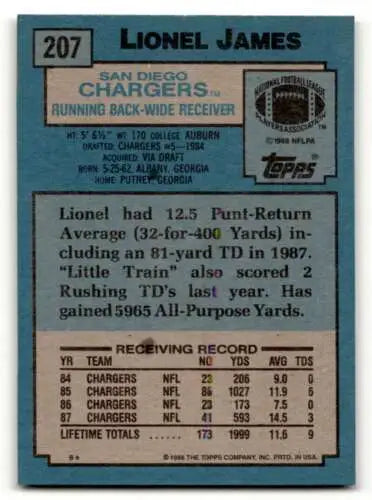 207 LIONEL JAMES
SAN DIEGO
CHARGERS TM
RUNNING BACK-WIDE RECEIVER
NATIONAL FOOTBALL LEAGUE
PLAYERS ASSOCIATION
© 1988 NFLPA
topps
HT: 5' 6½" WT: 170 COLLEGE: AUBURN
DRAFTED: CHARGERS #5-1984
ACQUIRED: VIA DRAFT
BORN: 5-25-62, ALBANY, GEORGIA
HOME: PUTNEY, GEORGIA
Lionel had 12.5 Punt-Return
Average (32-for-400 Yards) in-
cluding an 81-yard TD in 1987.
"Little Train" also scored 2
Rushing TD's last year. Has
gained 5965 All-Purpose Yards.
RECEIVING RECORD
YR TEAM NO YDS AVG TDS
84 CHARGERS NFL 23 206 9.0 0
85 CHARGERS NFL 86 1027 11.9 6
86 CHARGERS NFL 23 173 7.5 0
87 CHARGERS NFL 41 593 14.5 3
LIFETIME TOTALS 173 1999 11.6 9
© 1988 THE TOPPS COMPANY, INC. PRTD. IN U.S.A.